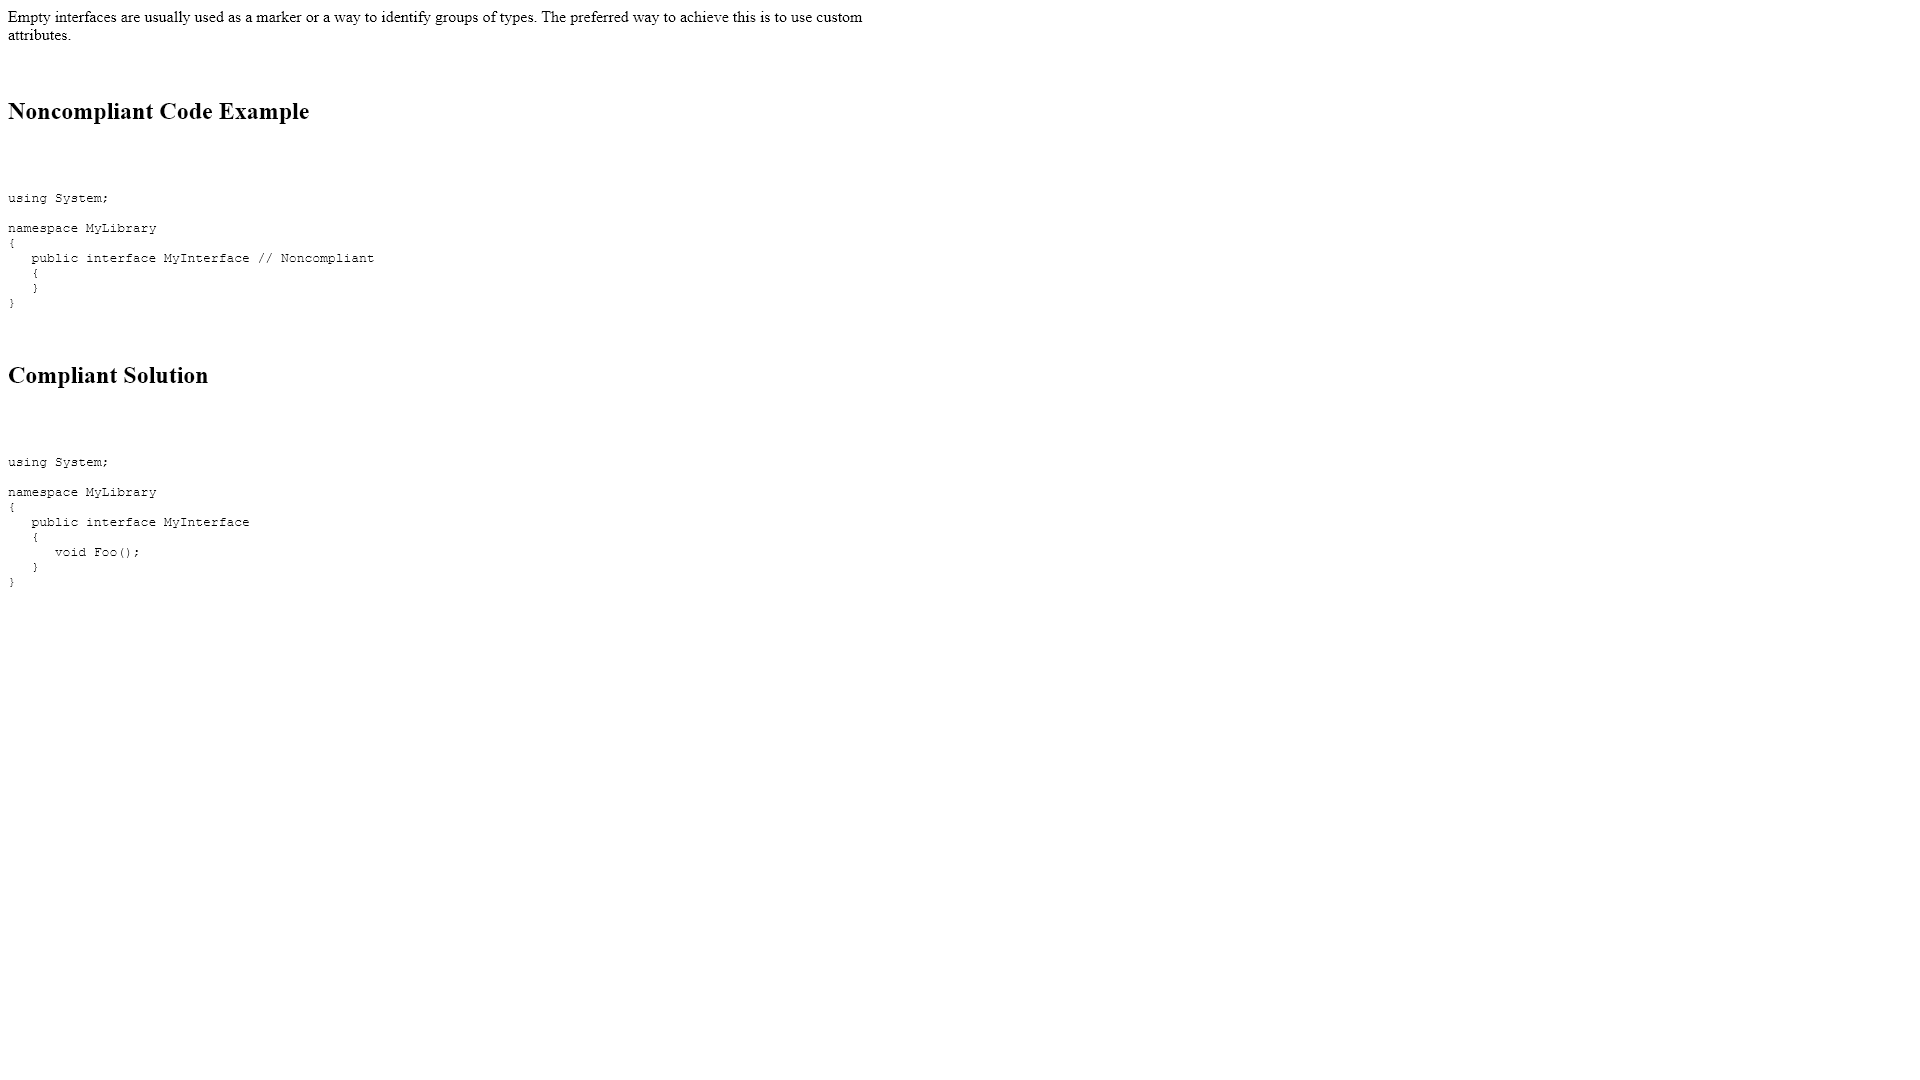 Empty interfaces are usually used as a marker or a way to identify groups of types. The preferred way to achieve this is to use custom
attributes.
Noncompliant Code Example
using System;
namespace MyLibrary
{
   public interface MyInterface // Noncompliant
   {
   }
}
Compliant Solution
using System;
namespace MyLibrary
{
   public interface MyInterface
   {
      void Foo();
   }
}